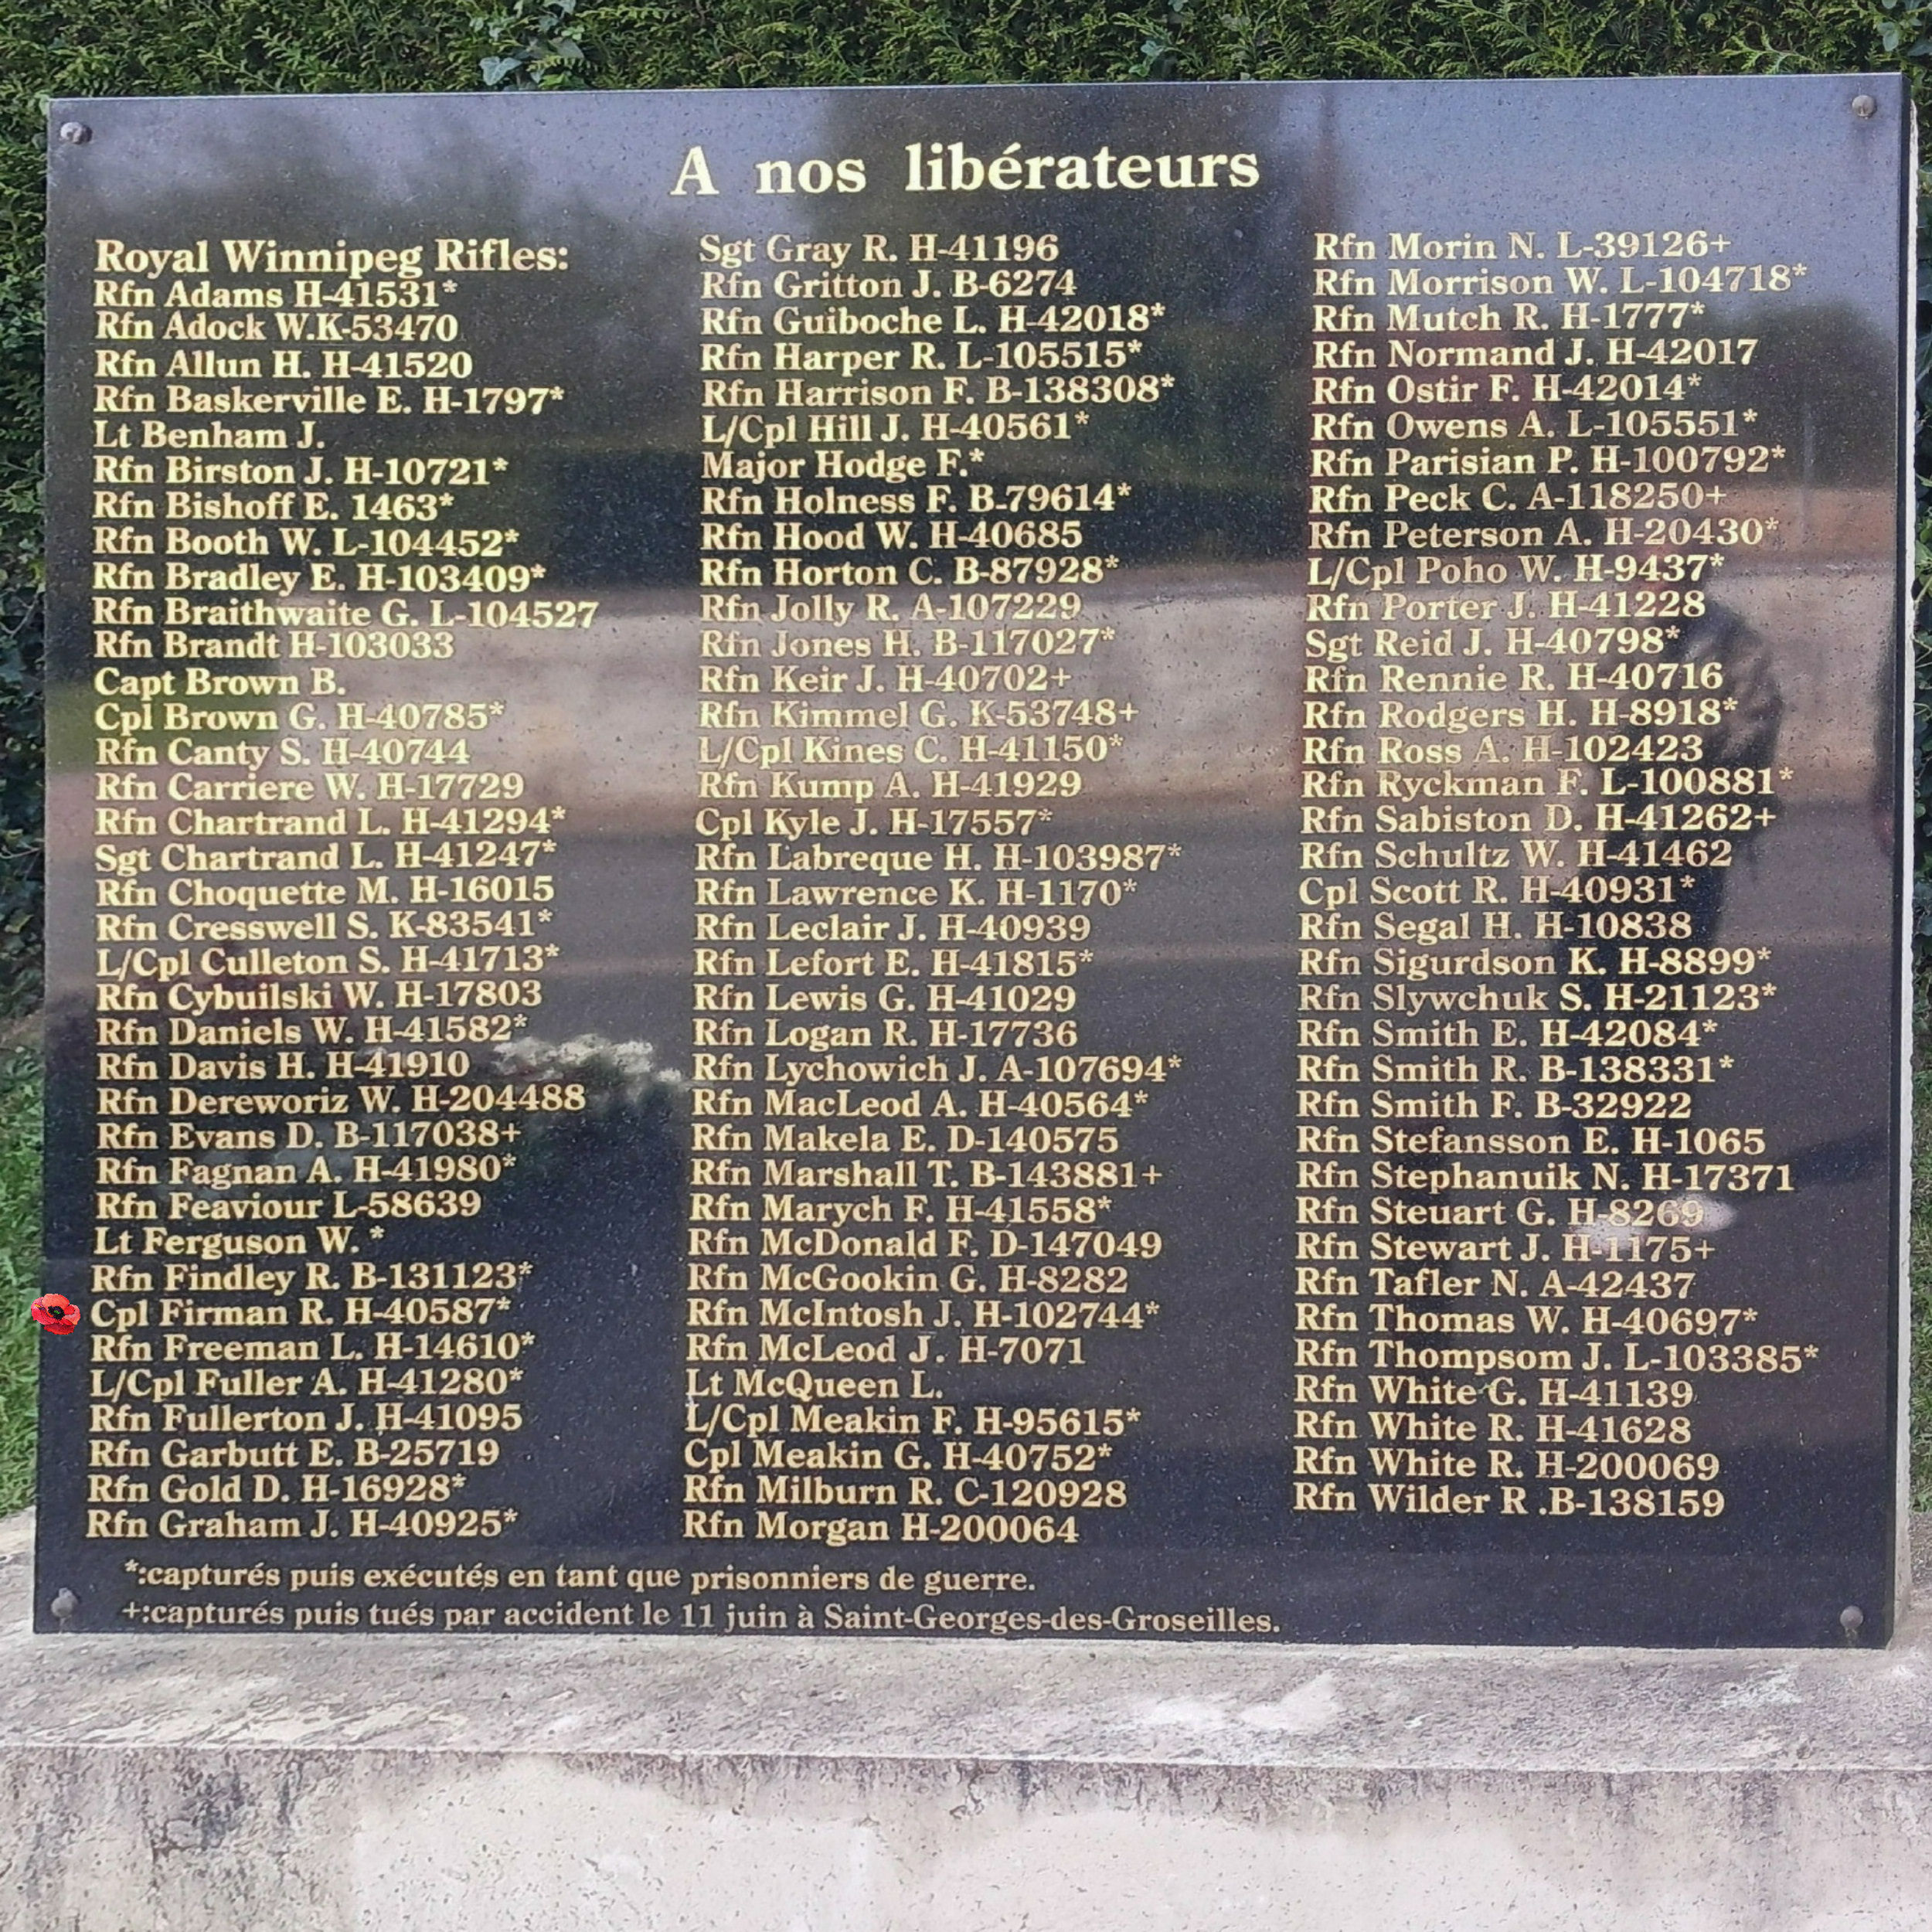 A nos libérateurs
Royal Winnipeg Rifles:
Rfn Adams H-41531*
Rfn Adock W.K-53470
Rfn Allun H. H-41520
Rfn Baskerville E. H-1797*
Lt Benham J.
Rfn Birston J. H-10721*
Rfn Bishoff E. 1463*
Rfn Booth W. L-104452*
Rfn Bradley E. H-103409*
Rfn Braithwaite G. L-104527
Rfn Brandt H-103033
Capt Brown B.
Cpl Brown G. H-40785*
Rfn Canty S. H-40744
Rfn Carriere W. H-17729
Rfn Chartrand L. H-41294*
Sgt Chartrand L. H-41247*
Rfn Choquette M. H-16015
Rfn Cresswell S. K-83541*
L/Cpl Culleton S. H-41713*
Rfn Cybuilski W. H-17803
Rfn Daniels W. H-41582*
Rfn Davis H. H-41910
Rfn Dereworiz W. H-204488
Rfn Evans D. B-117038+
Rfn Fagnan A. H-41980*
Rfn Feaviour L-58639
Lt Ferguson W. *
Rfn Findley R. B-131123*
Cpl Firman R. H-40587*
Rfn Freeman L. H-14610*
L/Cpl Fuller A. H-41280*
Rfn Fullerton J. H-41095
Rfn Garbutt E. B-25719
Rfn Gold D. H-16928*
Rfn Graham J. H-40925*
Sgt Gray R. H-41196
Rfn Gritton J. B-6274
Rfn Guiboche L. H-42018*
Rfn Harper R. L-105515*
Rfn Harrison F. B-138308*
L/Cpl Hill J. H-40561*
Major Hodge F.*
Rfn Holness F. B-79614*
Rfn Hood W. H-40685
Rfn Horton C. B-87928*
Rfn Jolly R. A-107229
Rfn Jones H. B-117027*
Rfn Keir J. H-40702+
Rfn Kimmel G. K-53748+
L/Cpl Kines C. H-41150*
Rfn Kump A. H-41929
Cpl Kyle J. H-17557*
Rfn Labreque H. H-103987*
Rfn Lawrence K. H-1170*
Rfn Leclair J. H-40939
Rfn Lefort E. H-41815*
Rfn Lewis G. H-41029
Rfn Logan R. H-17736
Rfn Lychowich J. A-107694*
Rfn MacLeod A. H-40564*
Rfn Makela E. D-140575
Rfn Marshall T. B-143881+
Rfn Marych F. H-41558*
Rfn McDonald F. D-147049
Rfn McGookin G. H-8282
Rfn McIntosh J. H-102744*
Rfn McLeod J. H-7071
Lt McQueen L.
L/Cpl Meakin F. H-95615*
Cpl Meakin G. H-40752*
Rfn Milburn R. C-120928
Rfn Morgan H-200064
Rfn Morin N. L-39126+
Rfn Morrison W. L-104718*
Rfn Mutch R. H-1777*
Rfn Normand J. H-42017
Rfn Ostir F. H-42014*
Rfn Owens A. L-105551*
Rfn Parisian P. H-100792*
Rfn Peck C. A-118250+
Rfn Peterson A. H-20430*
L/Cpl Poho W. H-9437*
Rfn Porter J. H-41228
Sgt Reid J. H-40798*
Rfn Rennie R. H-40716
Rfn Rodgers H. H-8918*
Rfn Ross A. H-102423
Rfn Ryckman F. L-100881*
Rfn Sabiston D. H-41262+
Rfn Schultz W. H-41462
Cpl Scott R. H-40931*
Rfn Segal H. H-10838
Rfn Sigurdson K. H-8899*
Rfn Slywchuk S. H-21123*
Rfn Smith E. H-42084*
Rfn Smith R. B-138331*
Rfn Smith F. B-32922
Rfn Stefansson E. H-1065
Rfn Stephanuik N. H-17371
Rfn Steuart G. H-8269
Rfn Stewart J. H-1175+
Rfn Tafler N. A-42437
Rfn Thomas W. H-40697*
Rfn Thompsom J. L-103385*
Rfn White G. H-41139
Rfn White R. H-41628
Rfn White R. H-200069
Rfn Wilder R .B-138159
*:capturés puis exécutés en tant que prisonniers de guerre.
+:capturés puis tués par accident le 11 juin à Saint-Georges-des-Groseilles.